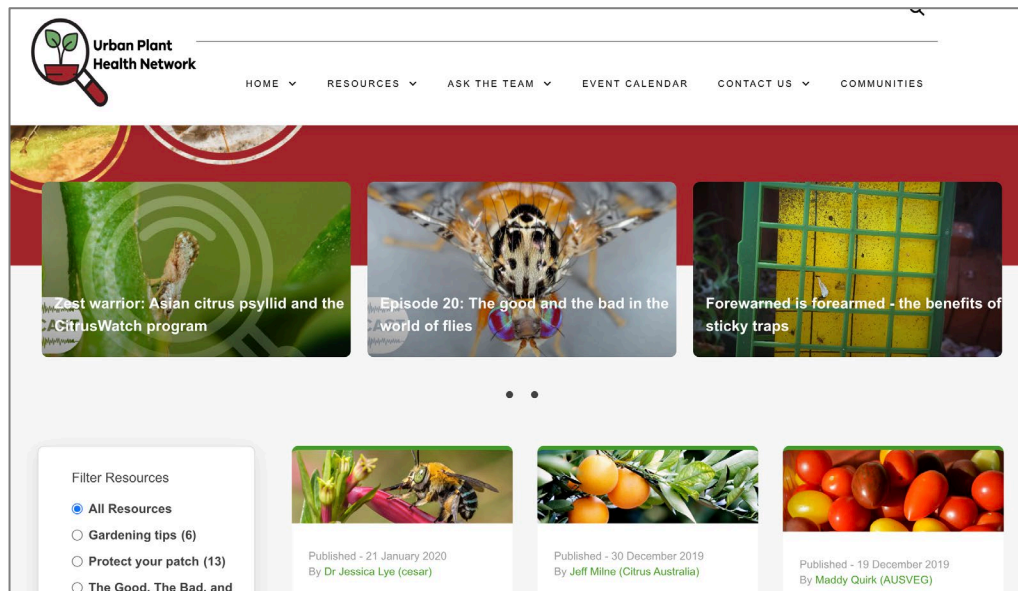 Urban Plant
Health Network
HOME
RESOURCES
ASK THE TEAM
EVENT CALENDAR
CONTACT US
COMMUNITIES
Zest warrior: Asian citrus psyllid and the
CitrusWatch program
Episode 20: The good and the bad in the
world of flies
Forewarned is forearmed - the benefits of
sticky traps
Filter Resources
All Resources
Gardening tips (6)
Protect your patch (13)
The Good, The Bad, and
Published - 21 January 2020
By Dr Jessica Lye (cesar)
Published - 30 December 2019
By Jeff Milne (Citrus Australia)
Published - 19 December 2019
By Maddy Quirk (AUSVEG)